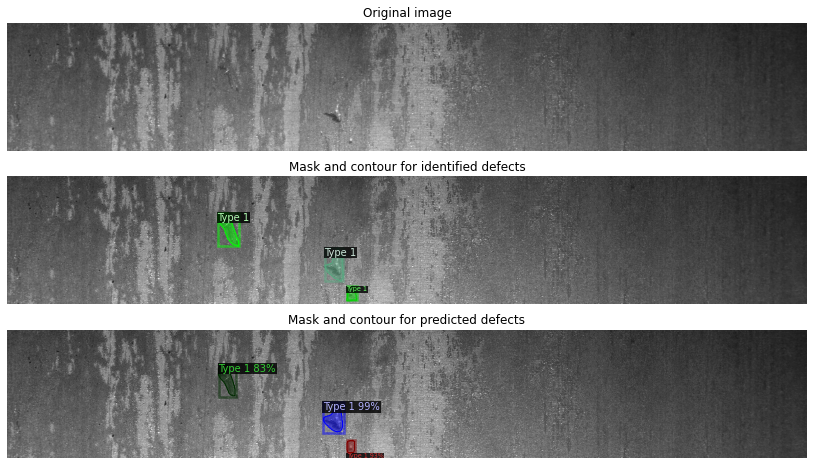 Original image
Mask and contour for identified defects
Type 1
Type 1
Type 1
Mask and contour for predicted defects
Type 1 83%
Type 1 99%